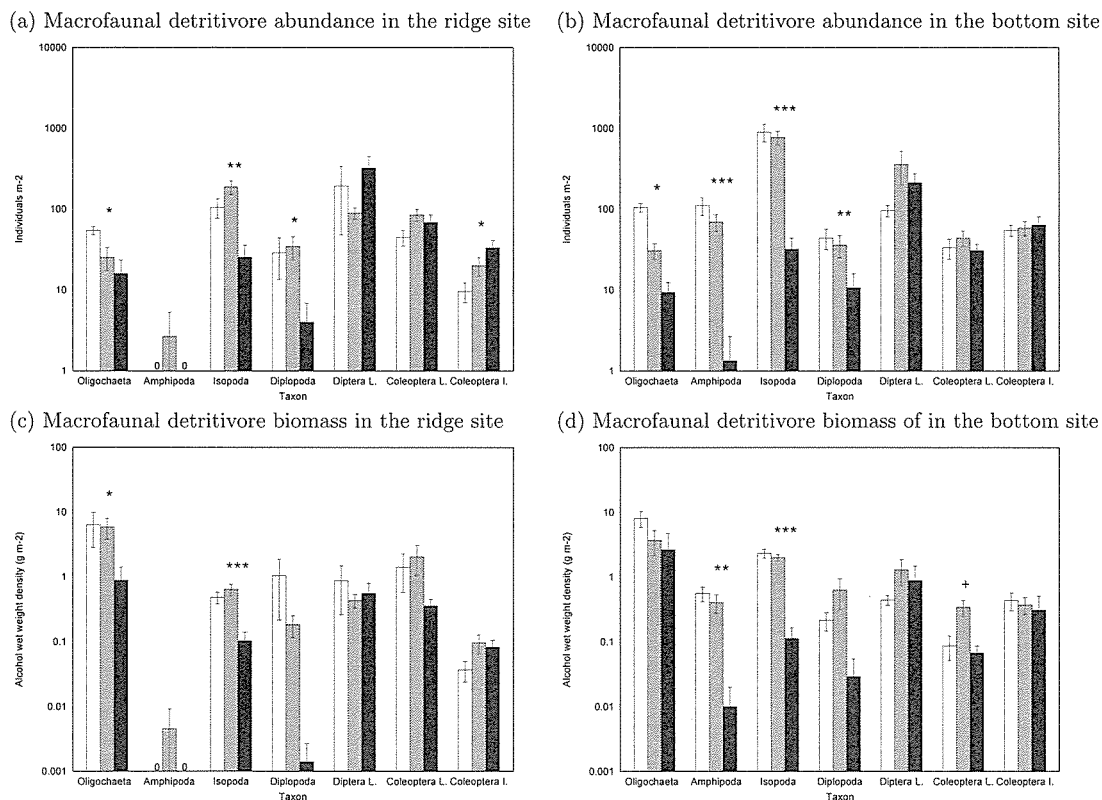 (a) Macrofaunal detritivore abundance in the ridge site
10000
1000
100
10
1
Individuals m-2
*
0
0
**
*
*
Oligochaeta Amphipoda Isopoda Diplopoda Diptera L. Coleoptera L. Coleoptera I.
Taxon
(b) Macrofaunal detritivore abundance in the bottom site
10000
1000
100
10
1
Individuals m-2
*
***
***
**
Oligochaeta Amphipoda Isopoda Diplopoda Diptera L. Coleoptera L. Coleoptera I.
Taxon
(c) Macrofaunal detritivore biomass in the ridge site
100
10
1
0.1
0.01
0.001
Alcohol wet weight density (g m-2)
*
0
0
***
Oligochaeta Amphipoda Isopoda Diplopoda Diptera L. Coleoptera L. Coleoptera I.
Taxon
(d) Macrofaunal detritivore biomass of in the bottom site
100
10
1
0.1
0.01
0.001
Alcohol wet weight density (g m-2)
**
***
+
Oligochaeta Amphipoda Isopoda Diplopoda Diptera L. Coleoptera L. Coleoptera I.
Taxon